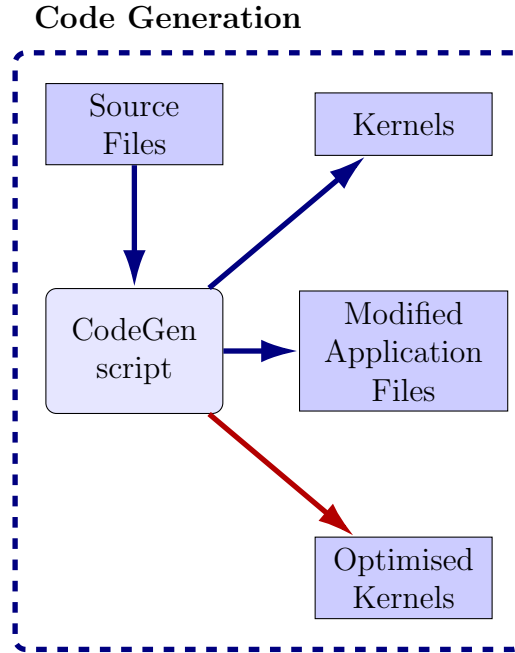 Code Generation
Source
Files
Kernels
CodeGen
script
Modified
Application
Files
Optimised
Kernels